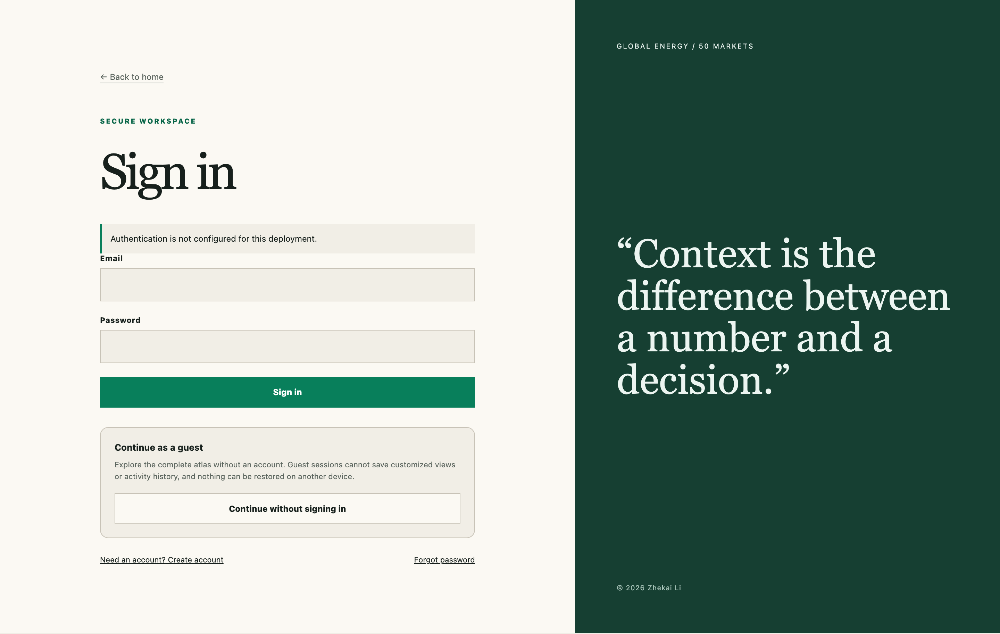 ← Back to home
SECURE WORKSPACE
Sign in
Authentication is not configured for this deployment.
Email
Password
Sign in
Continue as a guest
Explore the complete atlas without an account. Guest sessions cannot save customized views
or activity history, and nothing can be restored on another device.
Continue without signing in
Need an account? Create account
Forgot password
GLOBAL ENERGY / 50 MARKETS
“Context is the
difference between
a number and a
decision.”
© 2026 Zhekai Li